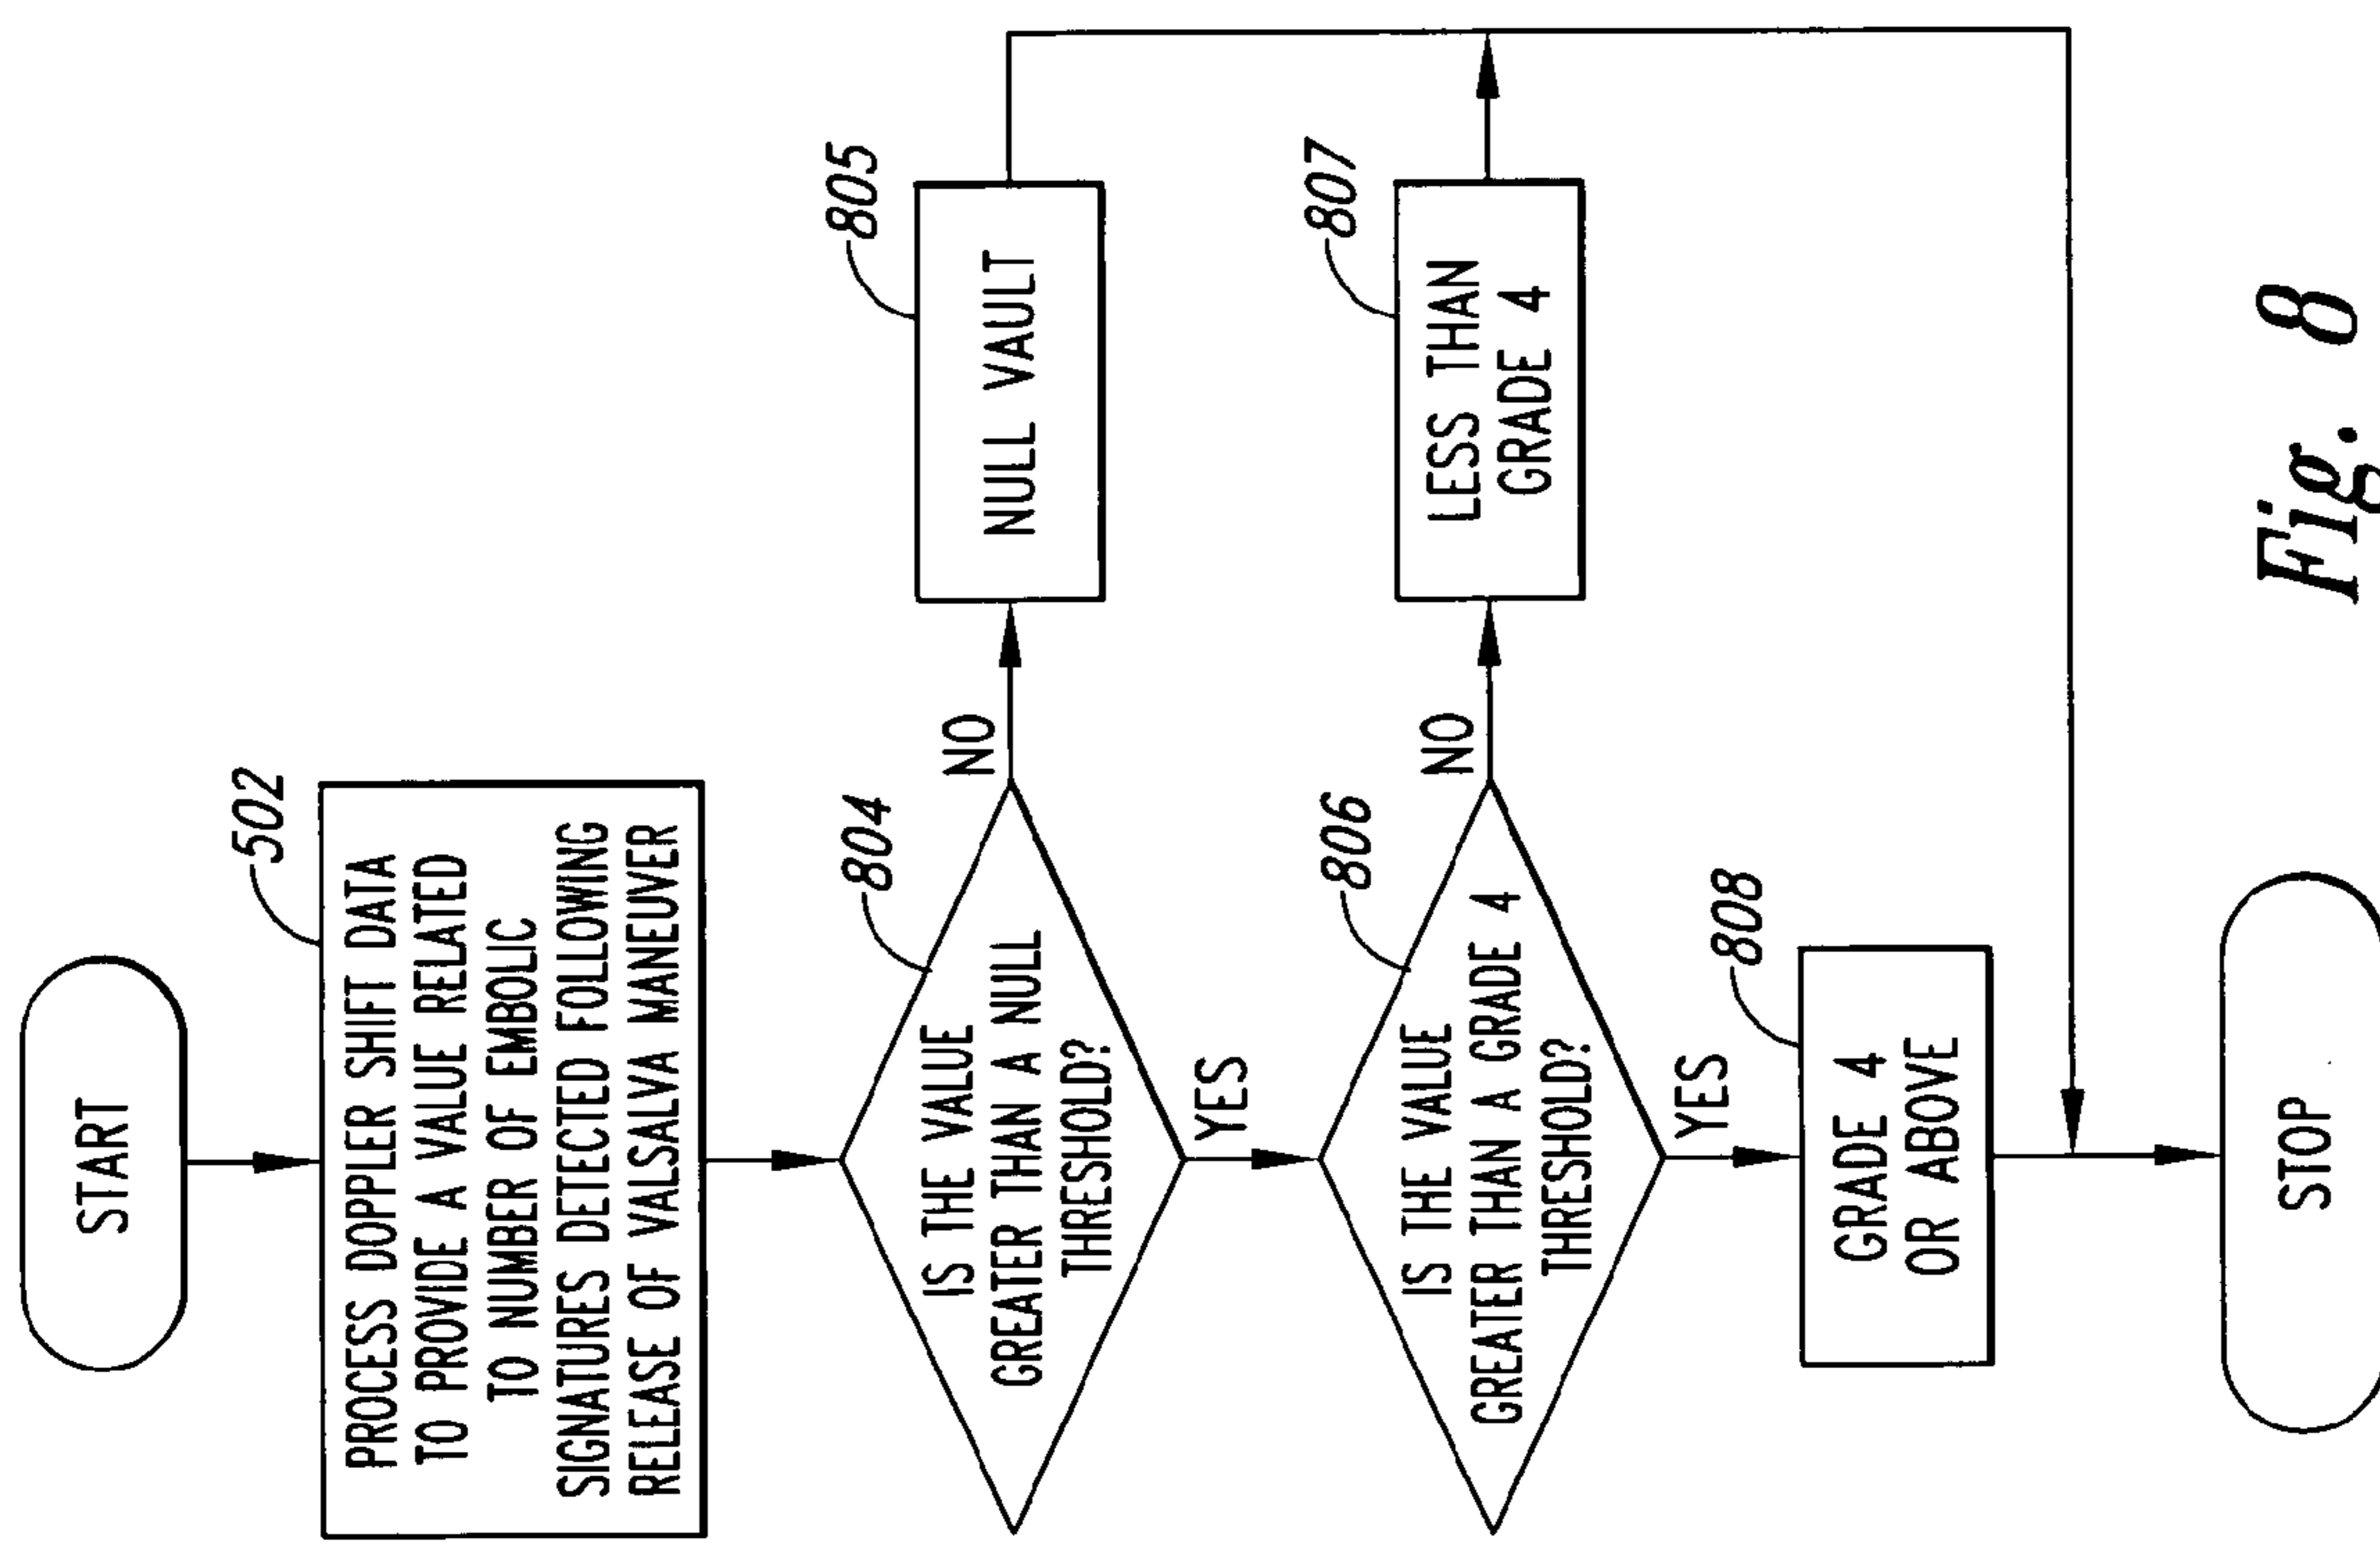 START
502
PROCESS DOPPLER SHIFT DATA
TO PROVIDE A VALUE RELATED
TO NUMBER OF EMBOLIC
SIGNATURES DETECTED FOLLOWING
RELEASE OF VALSALVA MANEUVER
804
IS THE VALUE
GREATER THAN A NULL
THRESHOLD?
NO
805
NULL VAULT
YES
806
IS THE VALUE
GREATER THAN A GRADE 4
THRESHOLD?
NO
807
LESS THAN
GRADE 4
YES
808
GRADE 4
OR ABOVE
STOP
Fig. 8